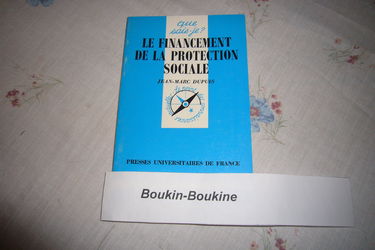 que
sais-je?
LE FINANCEMENT
DE LA PROTECTION
SOCIALE
JEAN-MARC DUPUIS
PRESSES UNIVERSITAIRES DE FRANCE
Boukin-Boukine